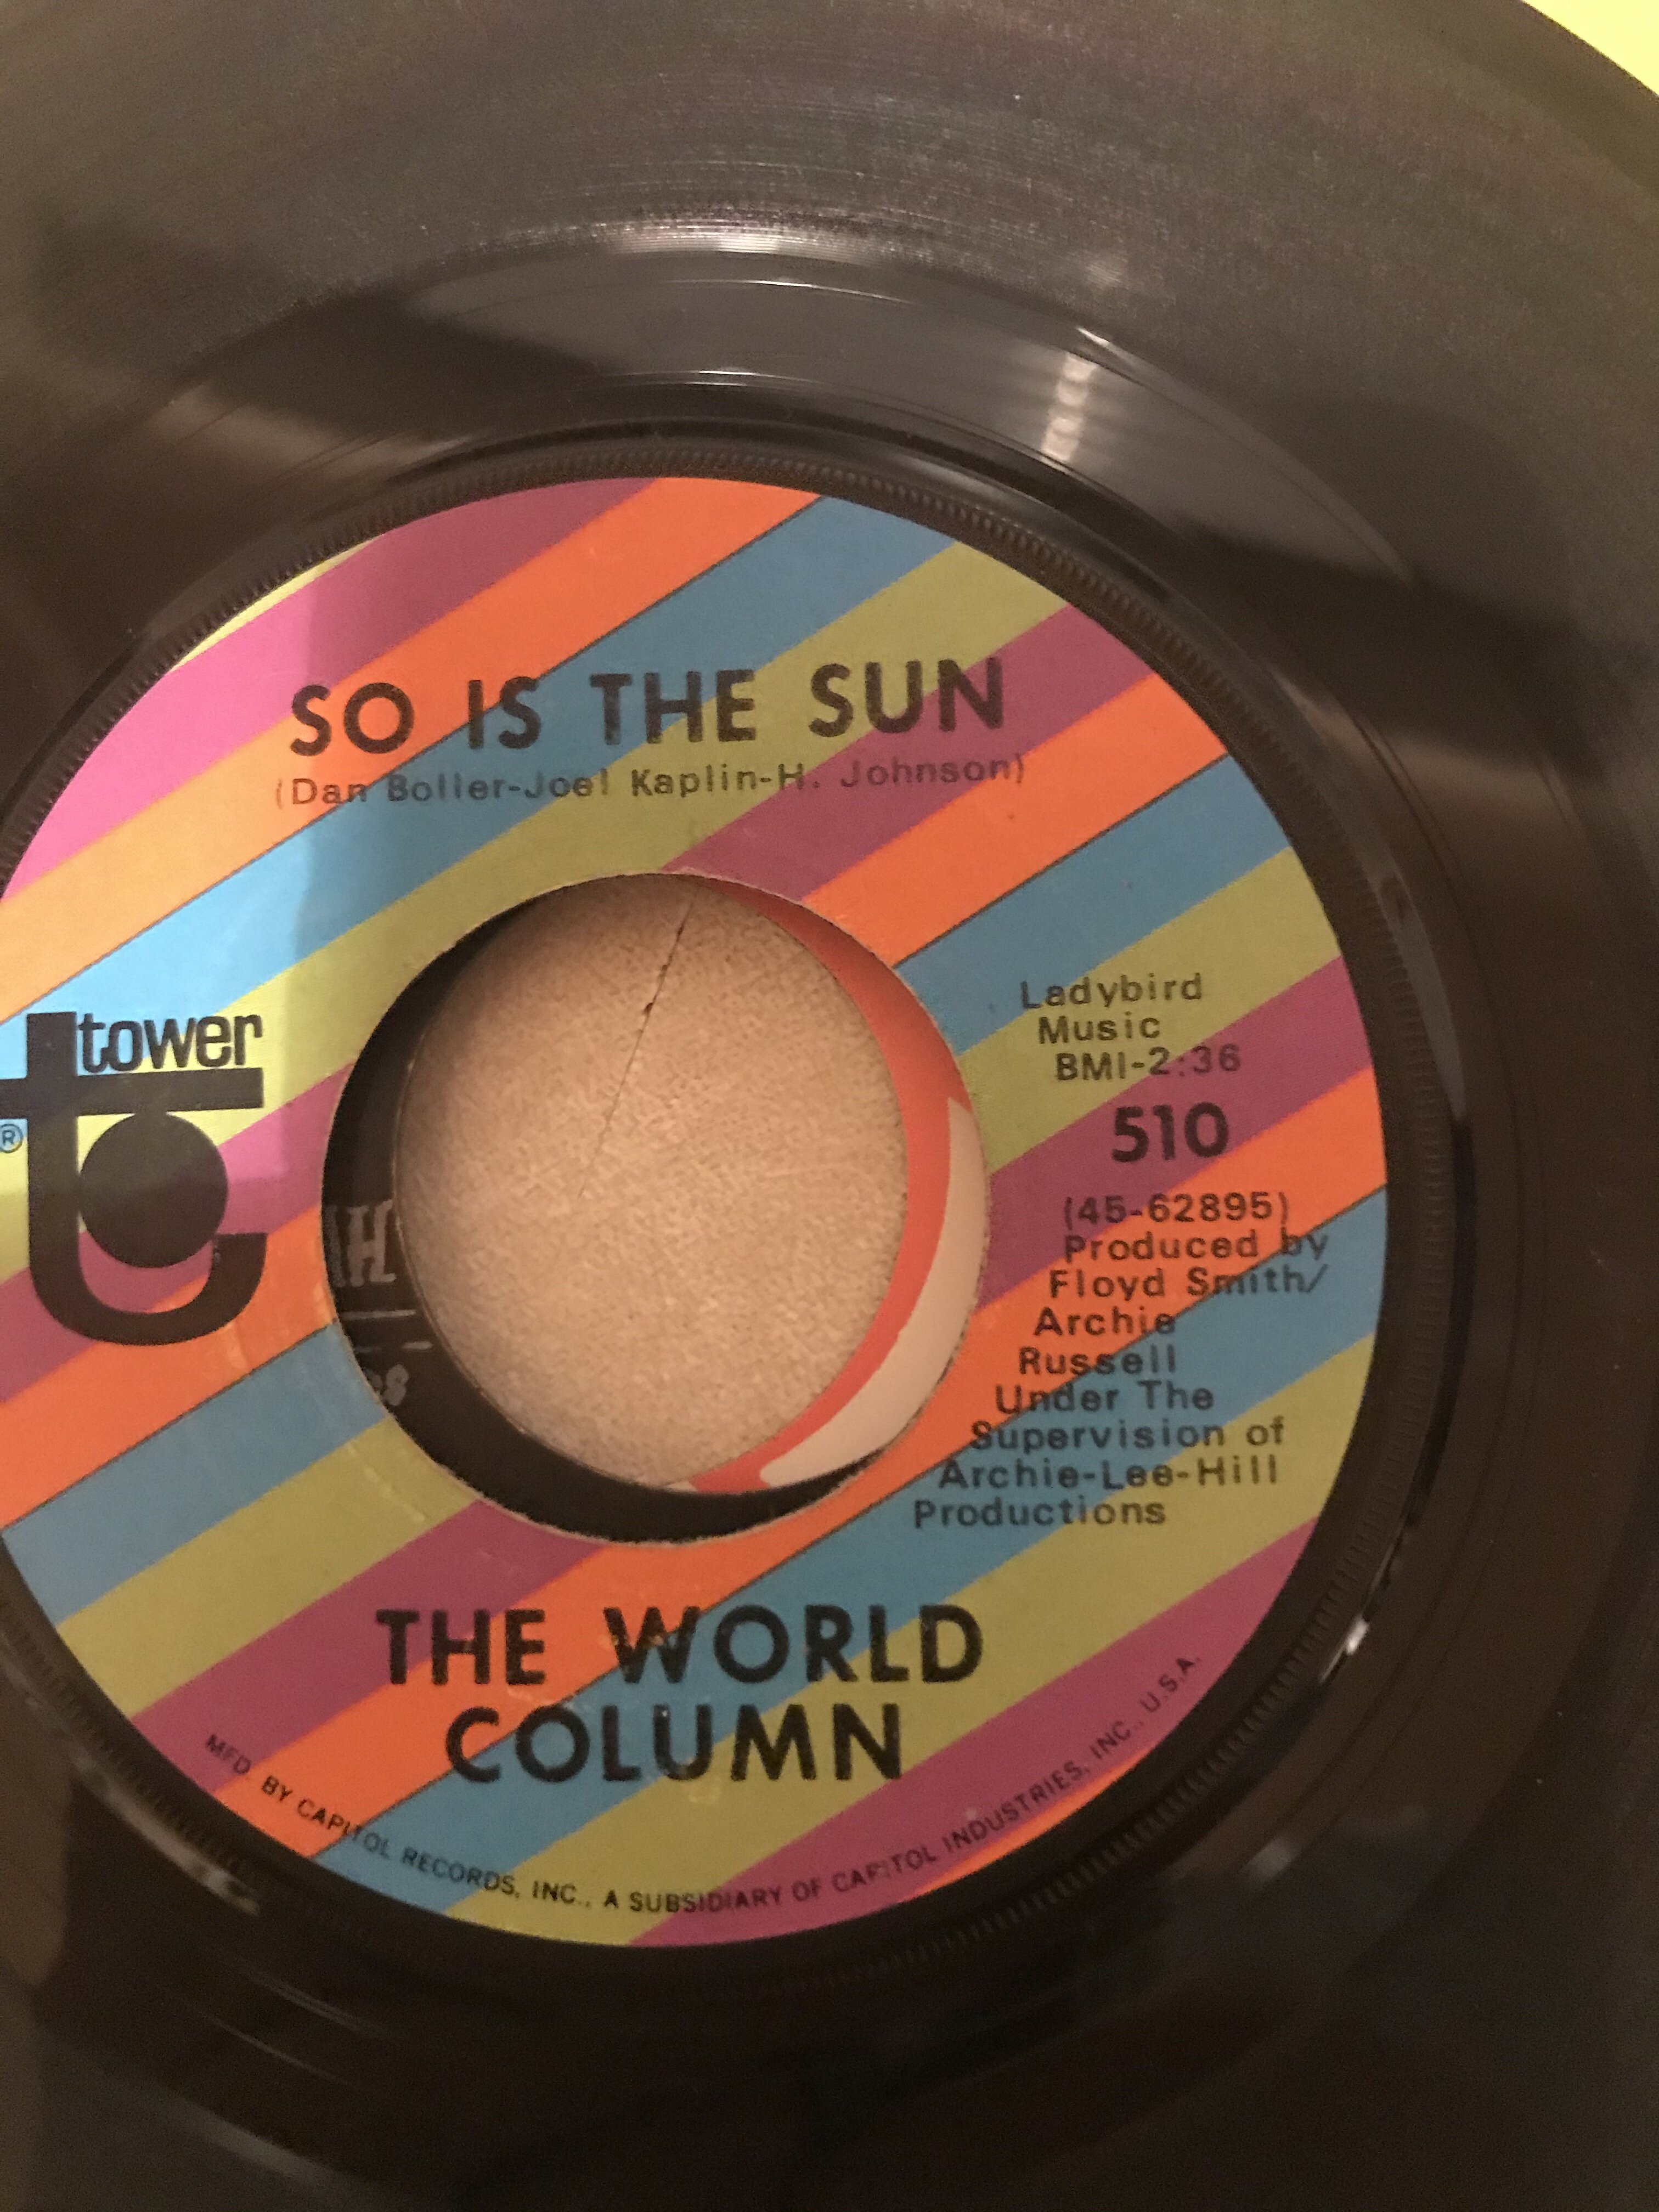 SO IS THE SUN
(Dan Boller-Joel Kaplin-H. Johnson)
tower
®
Ladybird
Music
BMI-2:36
510
(45-62895)
Produced by
Floyd Smith/
Archie
Russell
Under The
Supervision of
Archie-Lee-Hill
Productions
THE WORLD
COLUMN
MFD. BY CAPITOL RECORDS, INC., A SUBSIDIARY OF CAPITOL INDUSTRIES, INC., U.S.A.